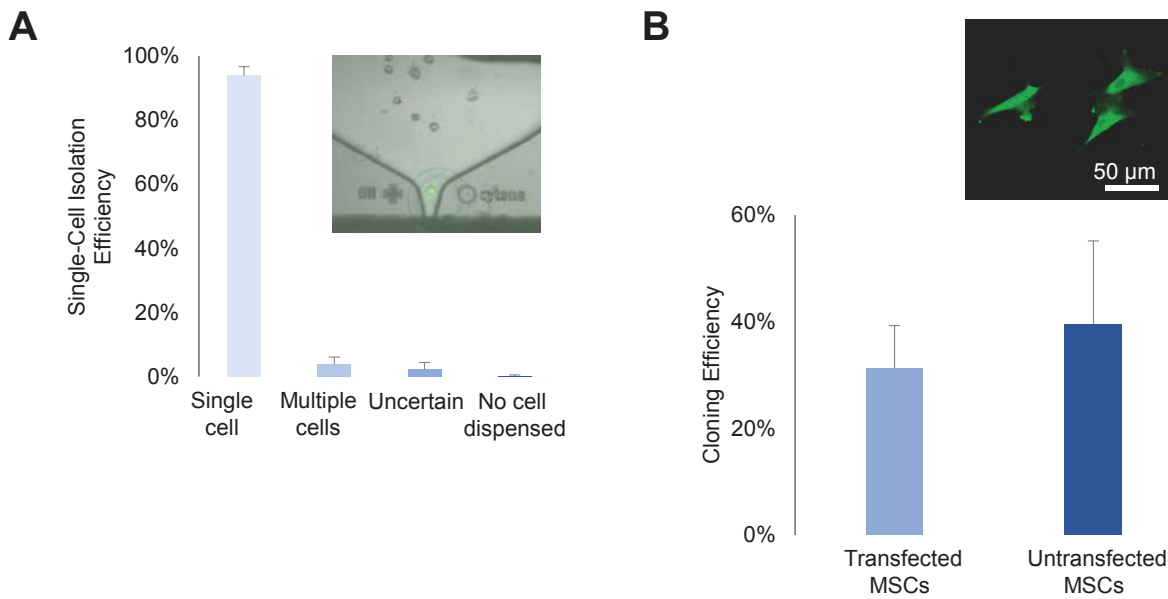 A
Single-Cell Isolation
Efficiency
100%
80%
60%
40%
20%
0%
Single
cell
Multiple
cells
Uncertain
No cell
dispensed
cytena
B
50 µm
Cloning Efficiency
60%
40%
20%
0%
Transfected
MSCs
Untransfected
MSCs